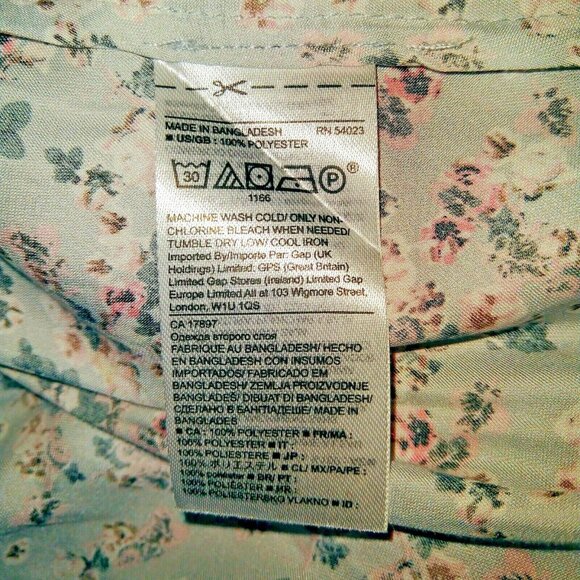 MADE IN BANGLADESH RN 54023
■ US/GB : 100% POLYESTER
30 P ®
1166
MACHINE WASH COLD/ ONLY NON-
CHLORINE BLEACH WHEN NEEDED/
TUMBLE DRY LOW/ COOL IRON
Imported By/Importe Par: Gap (UK
Holdings) Limited; GPS (Great Britain)
Limited Gap Stores (Ireland) Limited Gap
Europe Limited All at 103 Wigmore Street,
London, W1U 1QS
CA 17897
Одежда второго слоя
FABRIQUE AU BANGLADESH/ HECHO
EN BANGLADESH CON INSUMOS
IMPORTADOS/ FABRICADO EM
BANGLADESH/ ZEMLJA PROIZVODNJE
BANGLADEŠ/ DIBUAT DI BANGLADESH/
СДЕЛАНО В БАНГЛАДЕШЕ/ MADE IN
BANGLADES
■ CA : 100% POLYESTER ■ FR/MA :
100% POLYESTER ■ IT :
100% POLIESTERE ■ JP :
100% ポリエステル ■ CL/ MX/PA/PE :
100% POLIÉSTER ■ BR/ PT :
100% POLIÉSTER ■ HR :
100% POLIESTERSKO VLAKNO ■ ID :